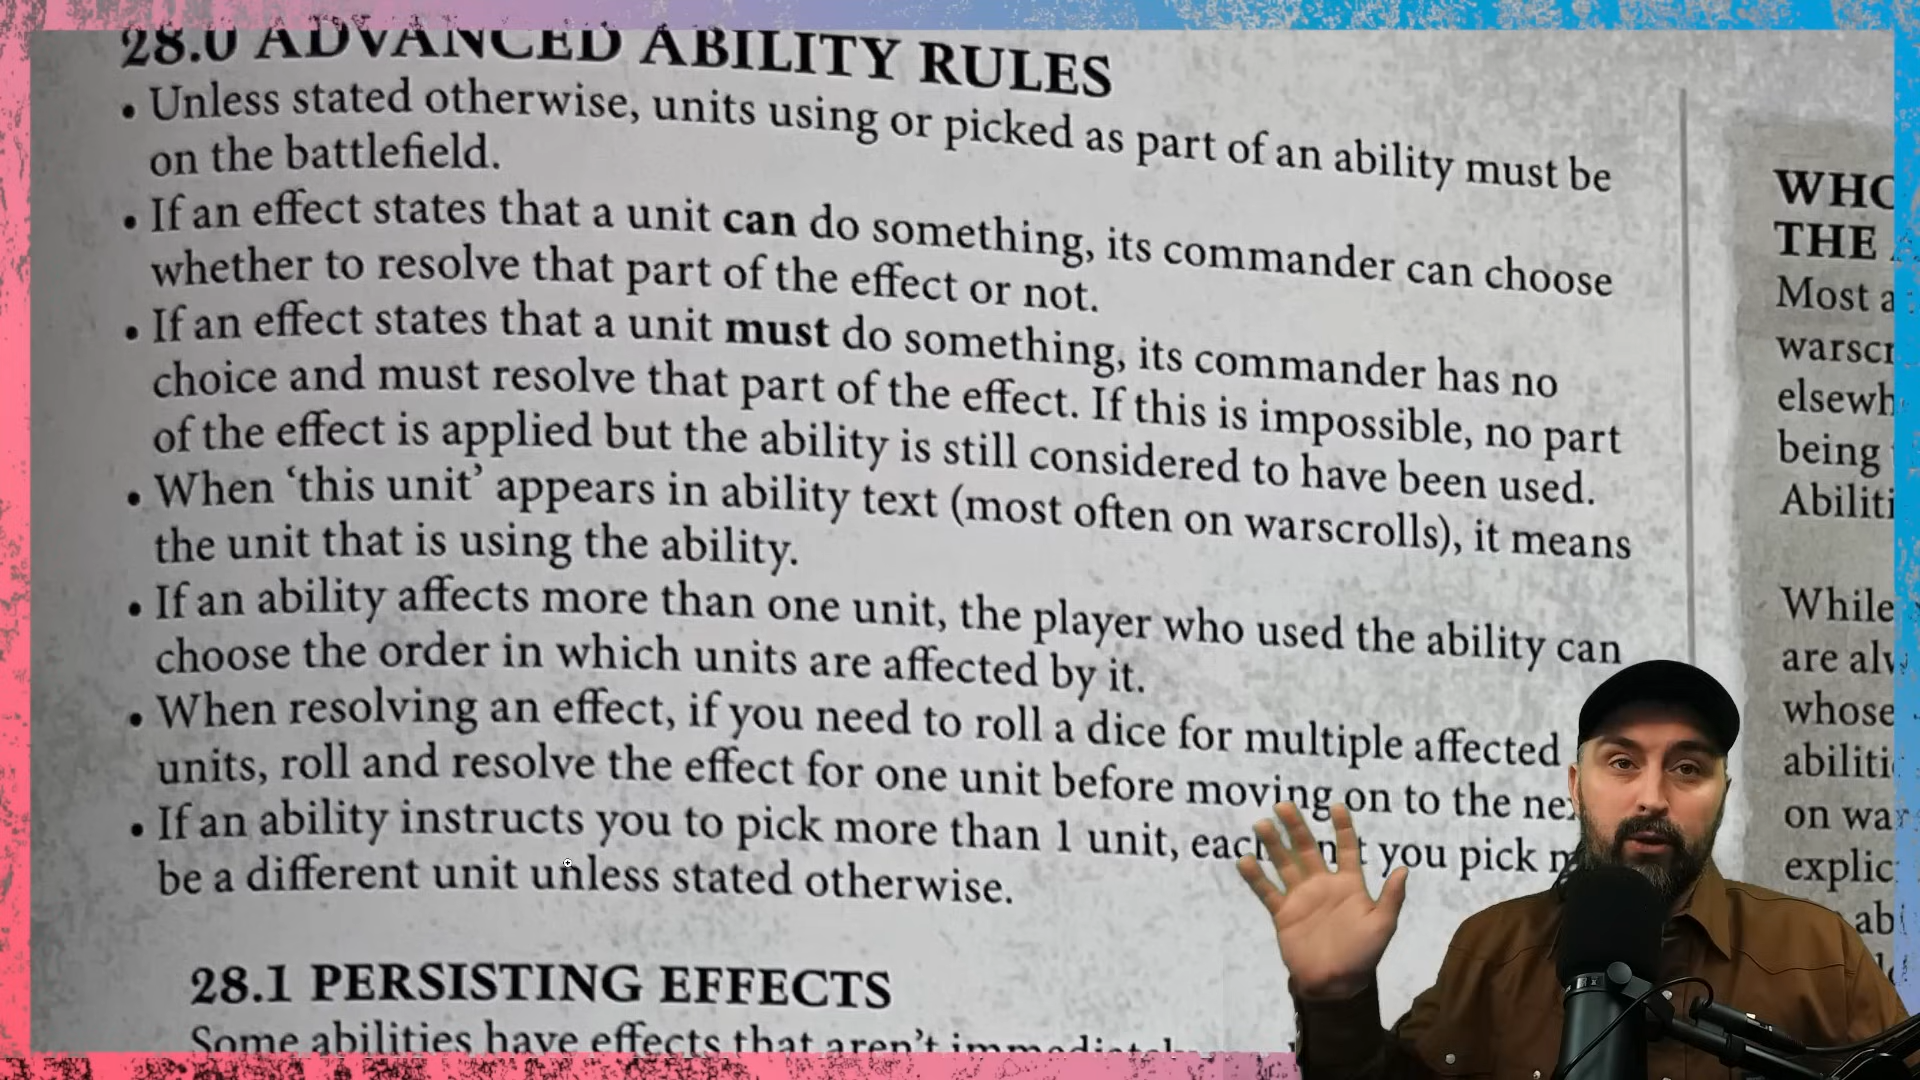 28.0 ADVANCED ABILITY RULES
• Unless stated otherwise, units using or picked as part of an ability must be
on the battlefield.
• If an effect states that a unit can do something, its commander can choose
whether to resolve that part of the effect or not.
• If an effect states that a unit must do something, its commander has no
choice and must resolve that part of the effect. If this is impossible, no part
of the effect is applied but the ability is still considered to have been used.
• When ‘this unit’ appears in ability text (most often on warscrolls), it means
the unit that is using the ability.
• If an ability affects more than one unit, the player who used the ability can
choose the order in which units are affected by it.
• When resolving an effect, if you need to roll a dice for multiple affected
units, roll and resolve the effect for one unit before moving on to the
• If an ability instructs you to pick more than 1 unit, you pick
be a different unit unless stated otherwise.
28.1 PERSISTING EFFECTS
Some abilities have effects that aren't
THE
Most
being
While
are
whose
on